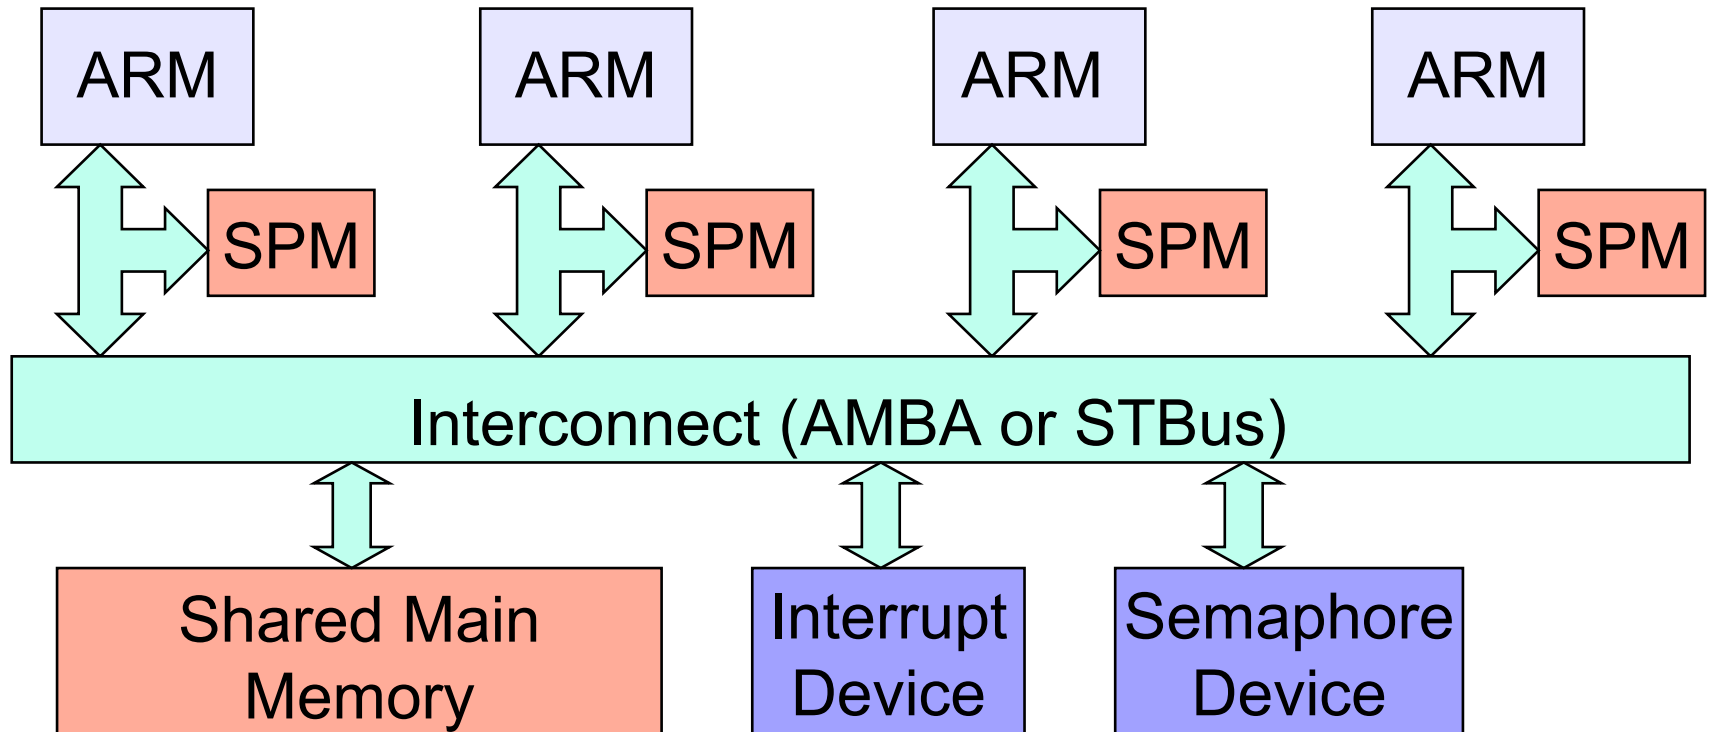 ARM
ARM
ARM
ARM
SPM
SPM
SPM
SPM
Interconnect (AMBA or STBus)
Shared Main
Memory
Interrupt
Device
Semaphore
Device